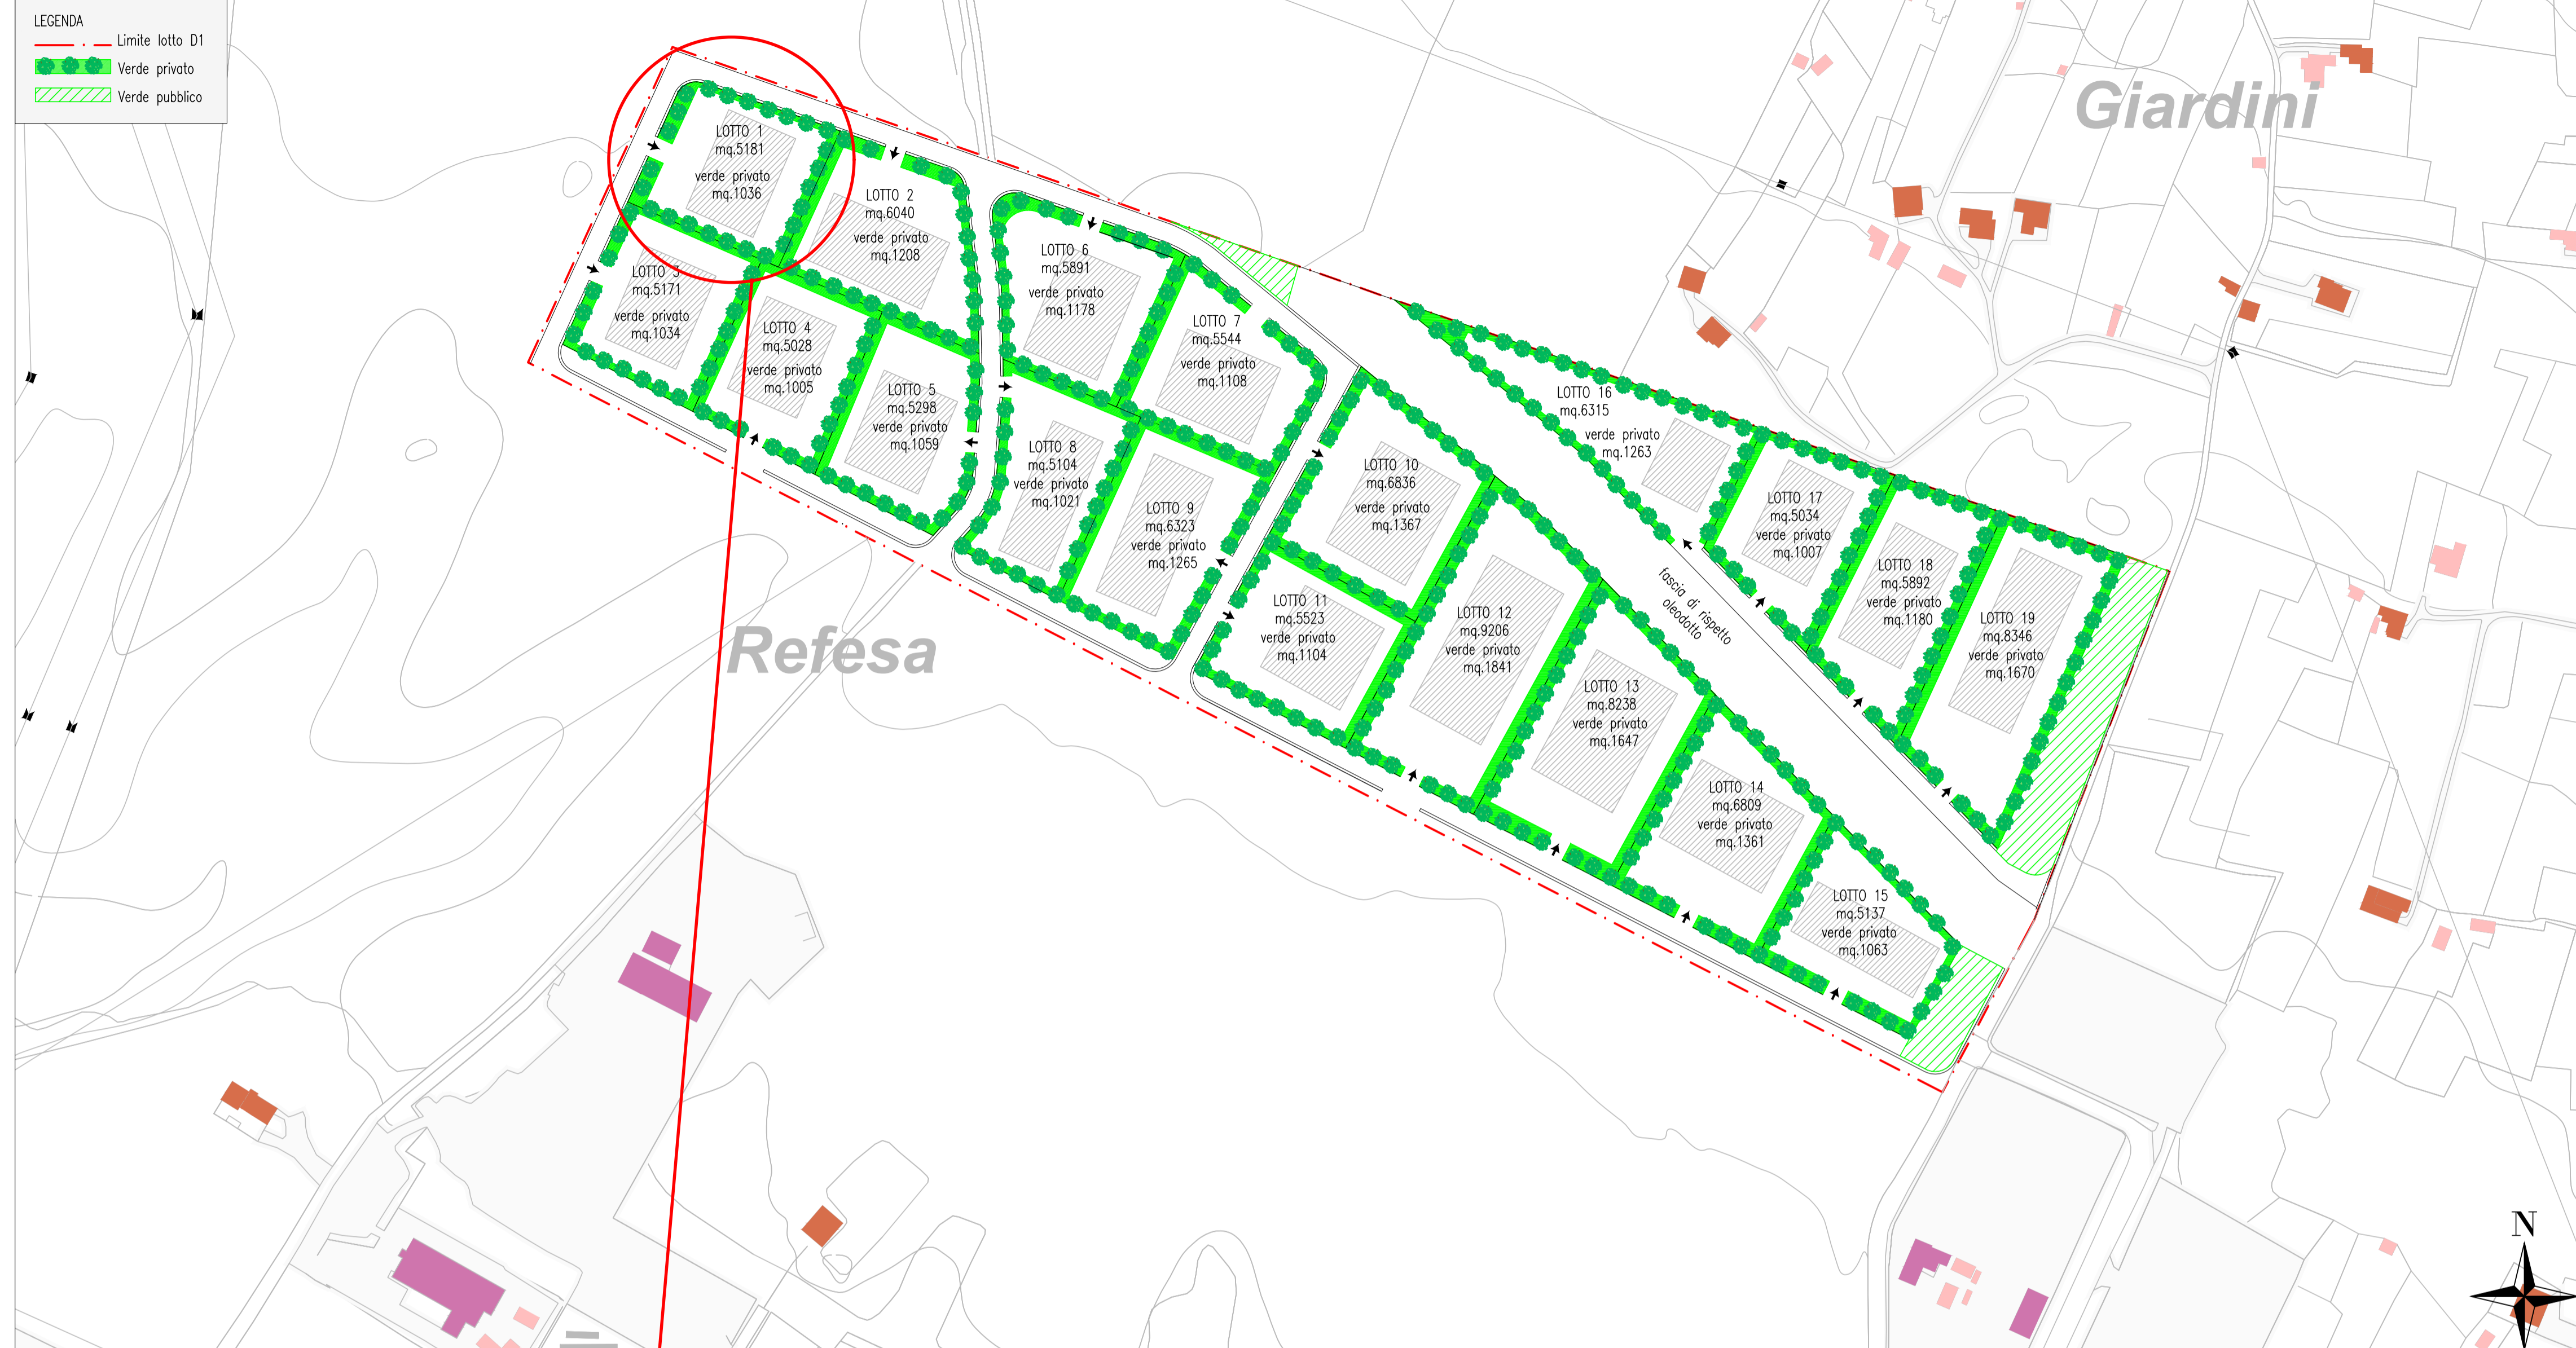 LEGENDA
Limite lotto D1
Verde privato
Verde pubblico
Giardini
Refesa
LOTTO 1
mq.5181
verde privato
mq.1036
LOTTO 2
mq.6040
verde privato
mq.1208
LOTTO 3
mq.5171
verde privato
mq.1034
LOTTO 4
mq.5028
verde privato
mq.1005
LOTTO 5
mq.5298
verde privato
mq.1059
LOTTO 6
mq.5891
verde privato
mq.1178
LOTTO 7
mq.5544
verde privato
mq.1108
LOTTO 8
mq.5104
verde privato
mq.1021
LOTTO 9
mq.6323
verde privato
mq.1265
LOTTO 10
mq.6836
verde privato
mq.1367
LOTTO 11
mq.5523
verde privato
mq.1104
LOTTO 12
mq.9206
verde privato
mq.1841
LOTTO 13
mq.8238
verde privato
mq.1647
LOTTO 14
mq.6809
verde privato
mq.1361
LOTTO 15
mq.5137
verde privato
mq.1063
LOTTO 16
mq.6315
verde privato
mq.1263
LOTTO 17
mq.5034
verde privato
mq.1007
LOTTO 18
mq.5892
verde privato
mq.1180
LOTTO 19
mq.8346
verde privato
mq.1670
fascia di rispetto
oleodotto
N